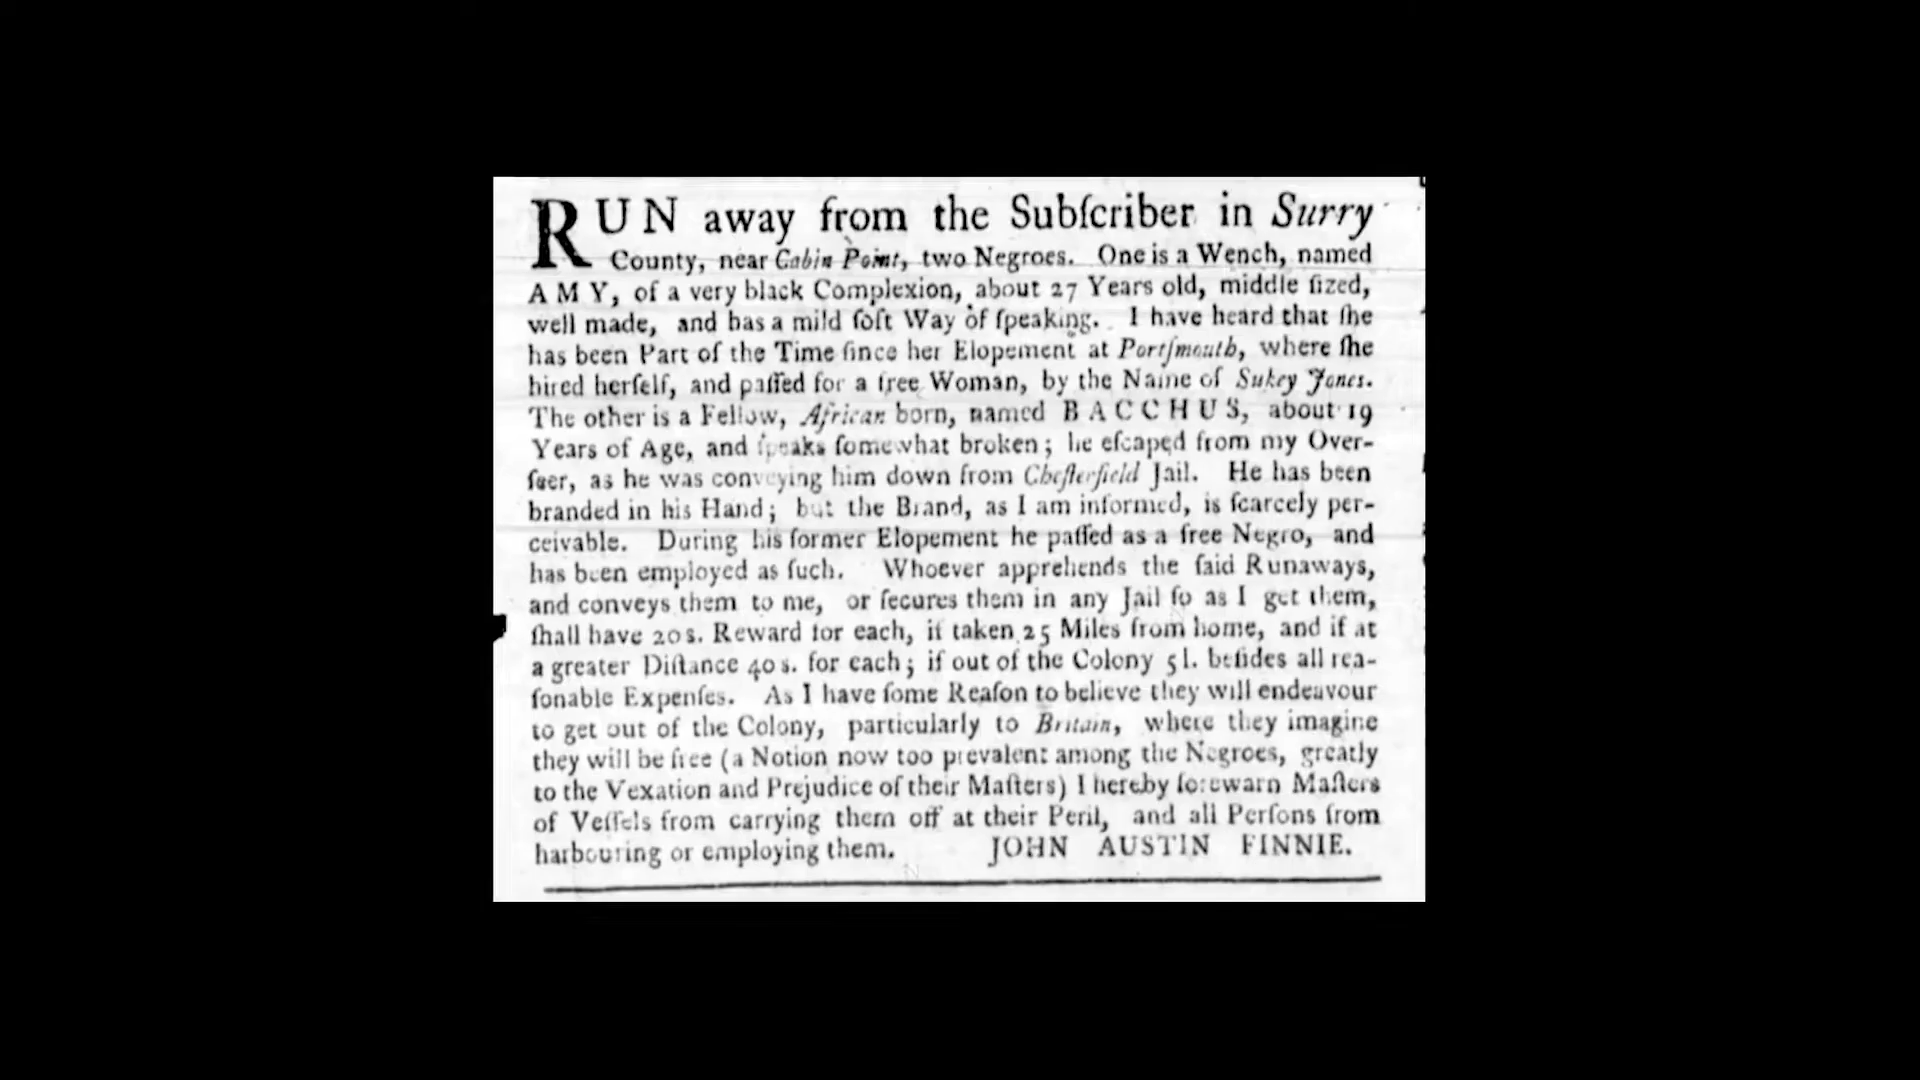 RUN away from the Subſcriber in Surry
County, near Cabin Point, two Negroes. One is a Wench, named
AMY, of a very black Complexion, about 27 Years old, middle ſized,
well made, and has a mild ſoft Way of ſpeaking. I have heard that ſhe
has been Part of the Time ſince her Elopement at Portſmouth, where ſhe
hired herſelf, and paſſed for a free Woman, by the Name of Sukey Jones.
The other is a Fellow, African born, named BACCHUS, about 19
Years of Age, and ſpeaks ſomewhat broken; he eſcaped from my Over-
ſeer, as he was conveying him down from Cheſterfield Jail. He has been
branded in his Hand; but the Brand, as I am informed, is ſcarcely per-
ceivable. During his former Elopement he paſſed as a free Negro, and
has been employed as ſuch. Whoever apprehends the ſaid Runaways,
and conveys them to me, or ſecures them in any Jail ſo as I get them,
ſhall have 20 s. Reward for each, if taken 25 Miles from home, and if at
a greater Diſtance 40 s. for each; if out of the Colony 5 l. beſides all rea-
ſonable Expenſes. As I have ſome Reaſon to believe they will endeavour
to get out of the Colony, particularly to Britain, where they imagine
they will be free (a Notion now too prevalent among the Negroes, greatly
to the Vexation and Prejudice of their Maſters) I hereby forewarn Maſters
of Veſſels from carrying them off at their Peril, and all Perſons from
harbouring or employing them. JOHN AUSTIN FINNIE.